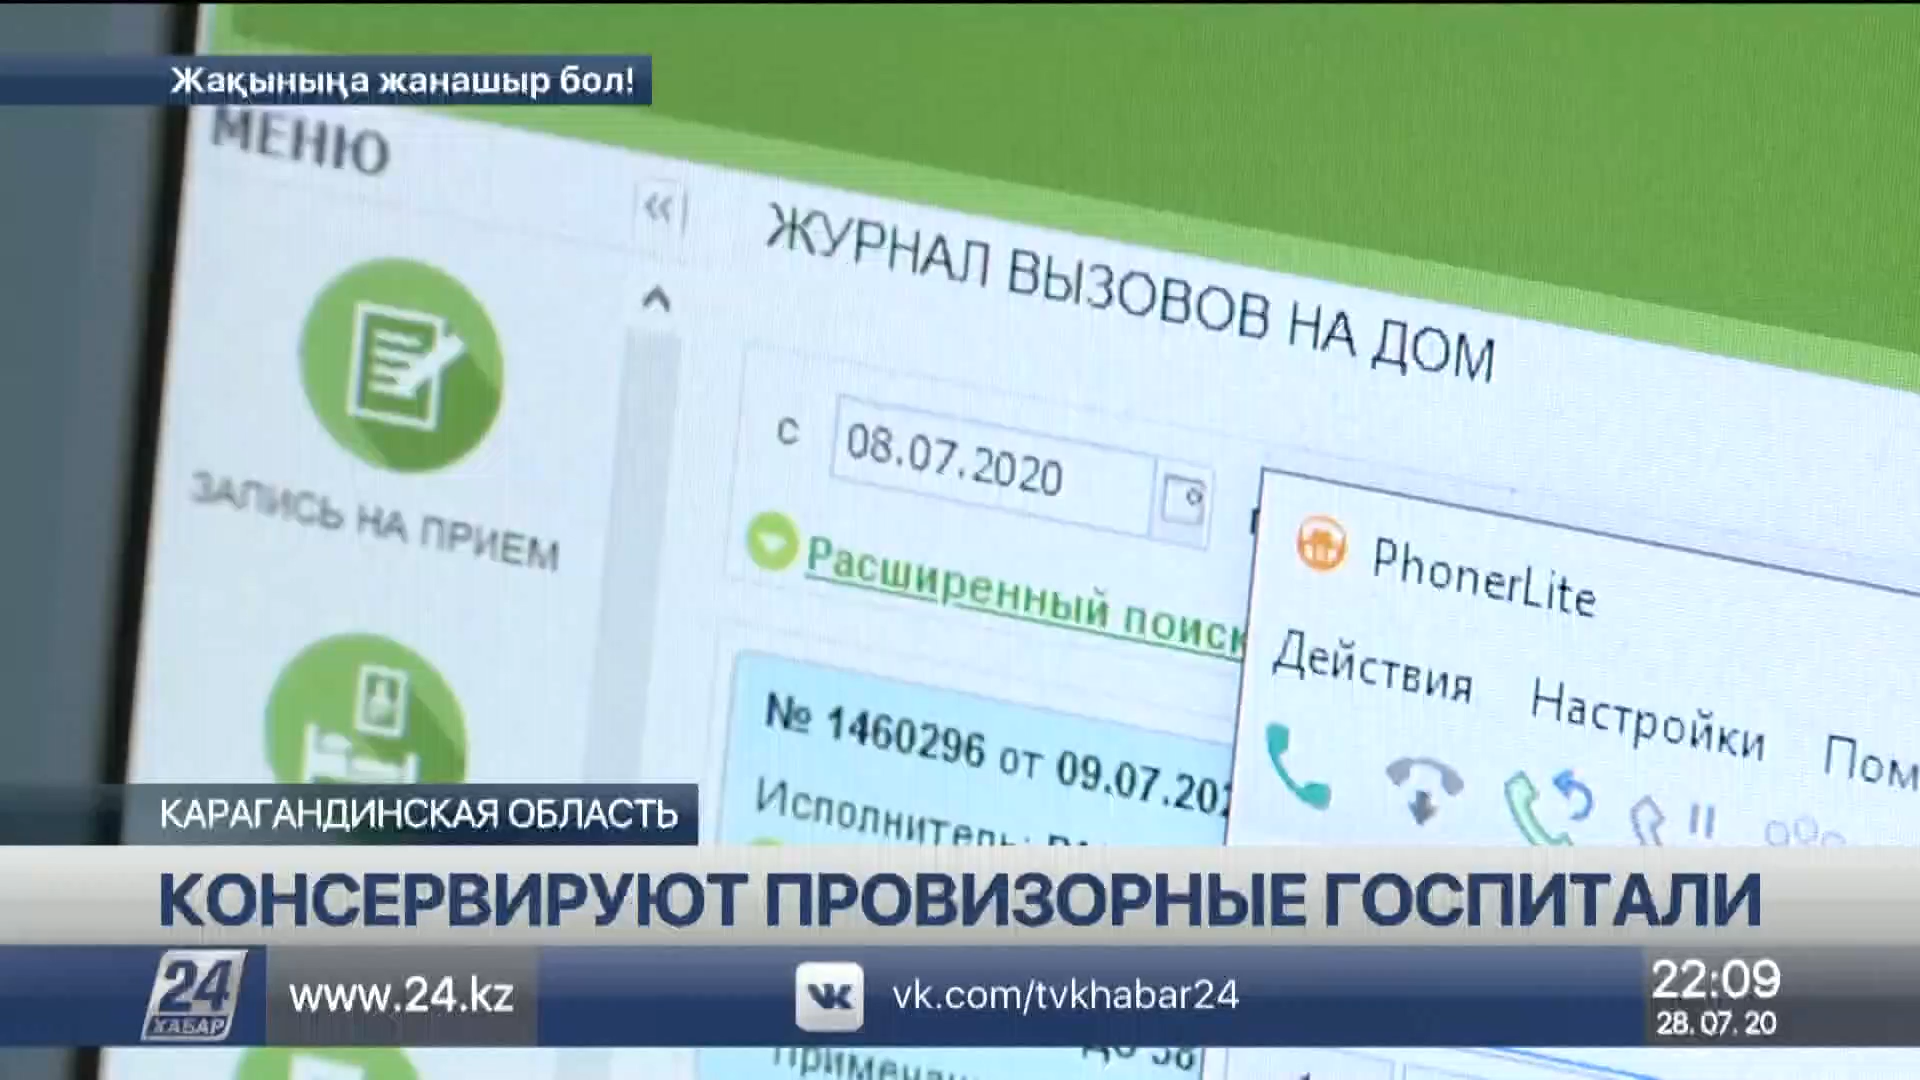 Жақыныңа жанашыр бол!
МЕНЮ
ЖУРНАЛ ВЫЗОВОВ НА ДОМ
с 08.07.2020
ЗАПИСЬ НА ПРИЕМ
Расширенный поиск
PhonerLite
Действия Настройки
№ 1460296 от 09.07.202
Исполнитель:
КАРАГАНДИНСКАЯ ОБЛАСТЬ
КОНСЕРВИРУЮТ ПРОВИЗОРНЫЕ ГОСПИТАЛИ
24 ХАБАР
www.24.kz
vk.com/tvkhabar24
22:09
28.07.20